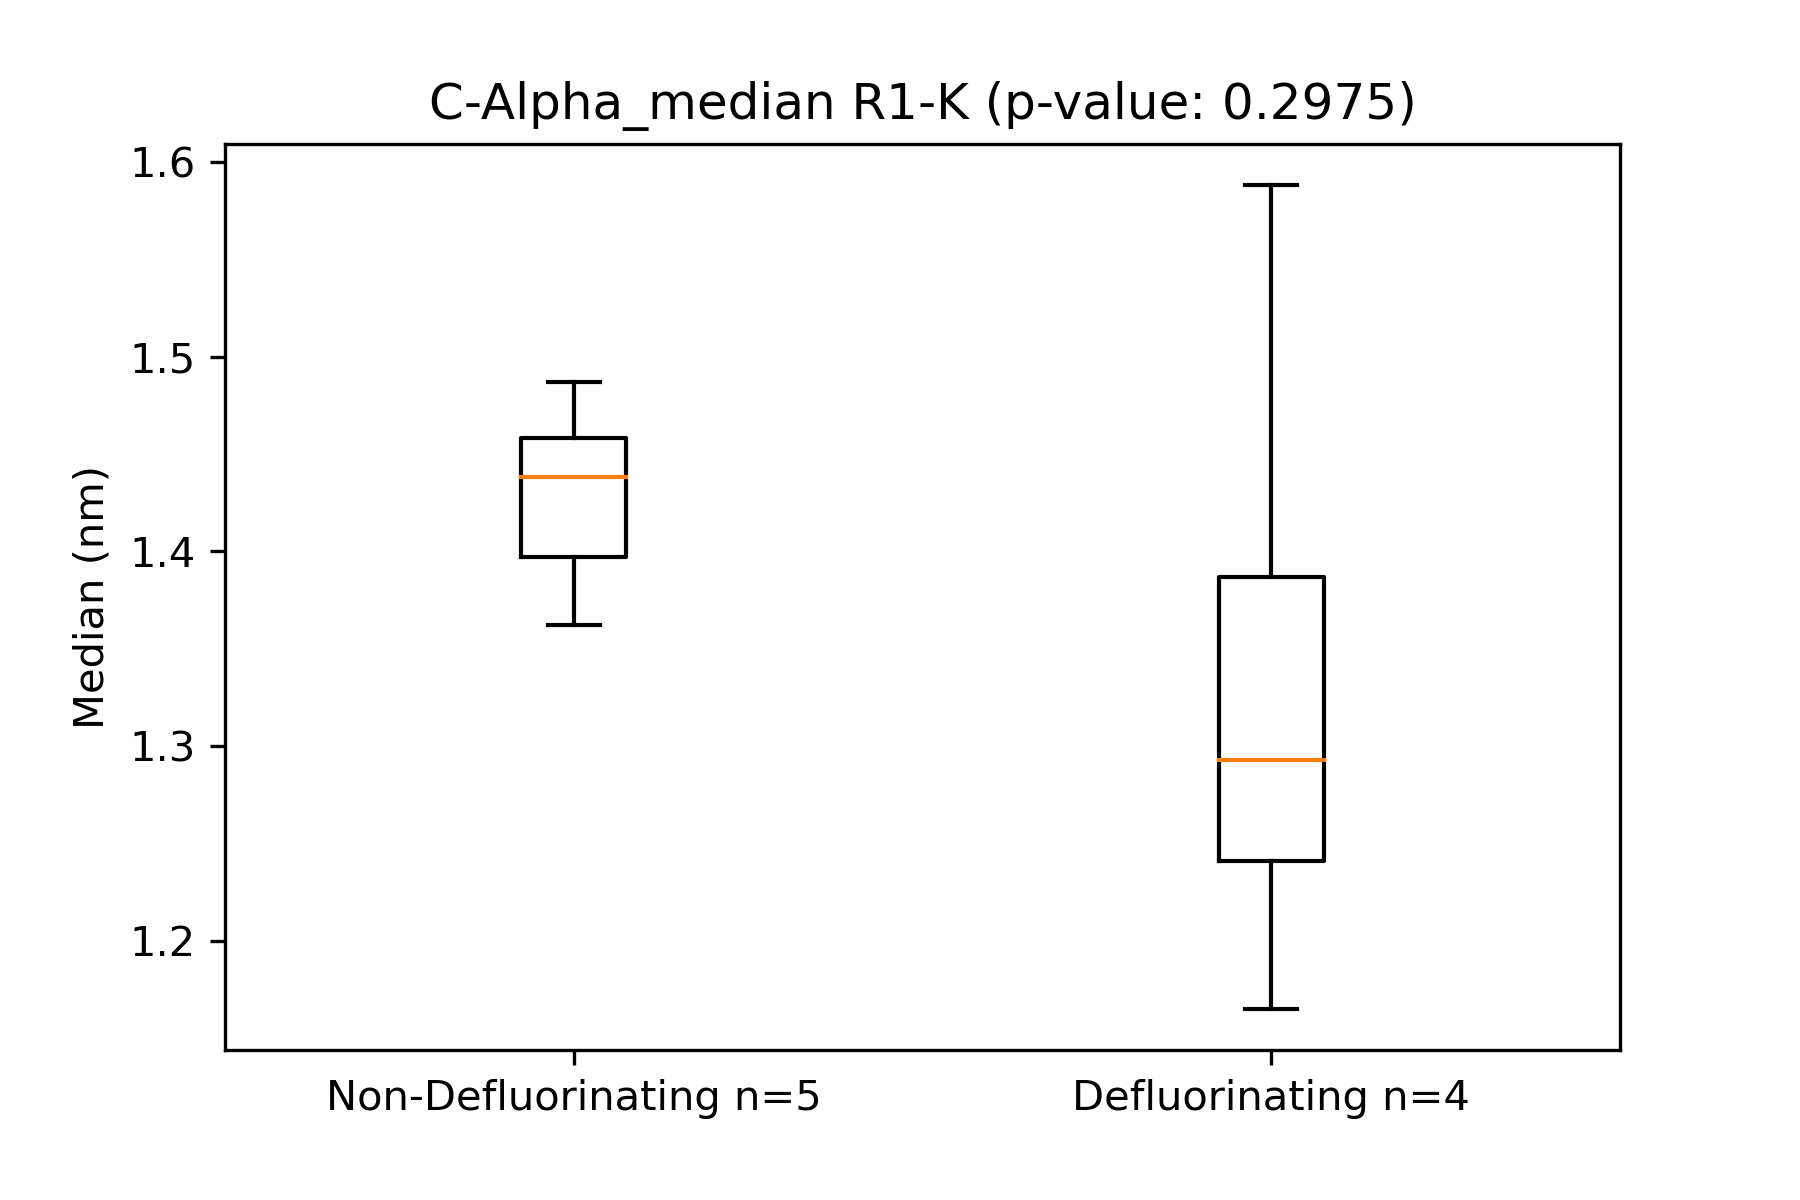 C-Alpha_median R1-K (p-value: 0.2975)
Median (nm)
1.6
1.5
1.4
1.3
1.2
Non-Defluorinating n=5
Defluorinating n=4